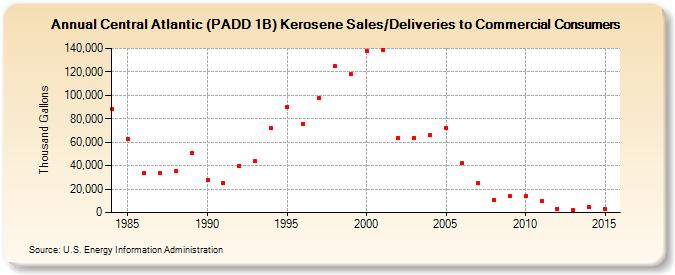 Annual Central Atlantic (PADD 1B) Kerosene Sales/Deliveries to Commercial Consumers
Thousand Gallons
140,000
120,000
100,000
80,000
60,000
40,000
20,000
0
1985 1990 1995 2000 2005 2010 2015
Source: U.S. Energy Information Administration